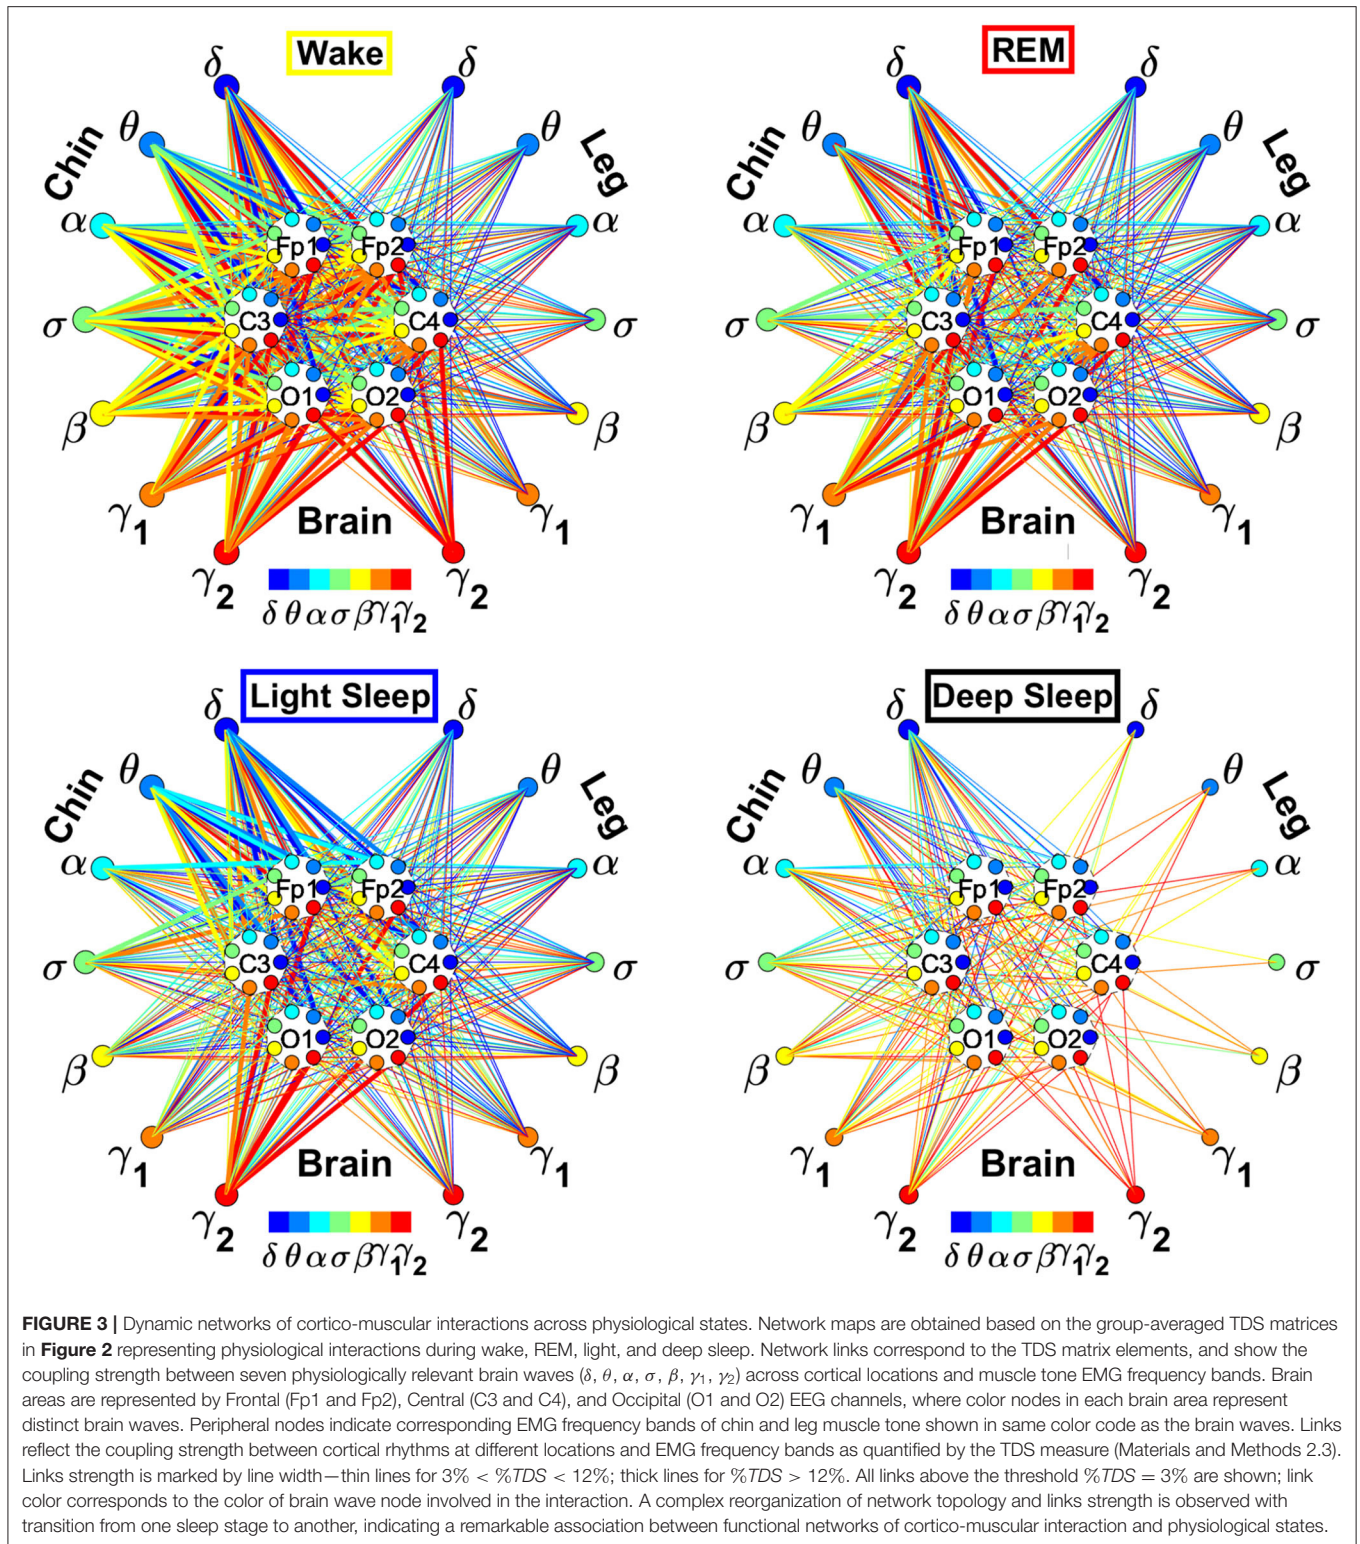 Wake
δ δ
θ θ
Chin Leg
α α
Fp1 Fp2
σ C3 C4 σ
O1 O2
β β
γ1 Brain γ1
γ2 γ2
δ θ α σ β γ1 γ2
REM
δ δ
θ θ
Chin Leg
α α
Fp1 Fp2
σ C3 C4 σ
O1 O2
β β
γ1 Brain γ1
γ2 γ2
δ θ α σ β γ1 γ2
Light Sleep
δ δ
θ θ
Chin Leg
α α
Fp1 Fp2
σ C3 C4 σ
O1 O2
β β
γ1 Brain γ1
γ2 γ2
δ θ α σ β γ1 γ2
Deep Sleep
δ δ
θ θ
Chin Leg
α α
Fp1 Fp2
σ C3 C4 σ
O1 O2
β β
γ1 Brain γ1
γ2 γ2
δ θ α σ β γ1 γ2
FIGURE 3 | Dynamic networks of cortico-muscular interactions across physiological states. Network maps are obtained based on the group-averaged TDS matrices
in Figure 2 representing physiological interactions during wake, REM, light, and deep sleep. Network links correspond to the TDS matrix elements, and show the
coupling strength between seven physiologically relevant brain waves (δ, θ, α, σ, β, γ1, γ2) across cortical locations and muscle tone EMG frequency bands. Brain
areas are represented by Frontal (Fp1 and Fp2), Central (C3 and C4), and Occipital (O1 and O2) EEG channels, where color nodes in each brain area represent
distinct brain waves. Peripheral nodes indicate corresponding EMG frequency bands of chin and leg muscle tone shown in same color code as the brain waves. Links
reflect the coupling strength between cortical rhythms at different locations and EMG frequency bands as quantified by the TDS measure (Materials and Methods 2.3).
Links strength is marked by line width—thin lines for 3% < %TDS < 12%; thick lines for %TDS > 12%. All links above the threshold %TDS = 3% are shown; link
color corresponds to the color of brain wave node involved in the interaction. A complex reorganization of network topology and links strength is observed with
transition from one sleep stage to another, indicating a remarkable association between functional networks of cortico-muscular interaction and physiological states.